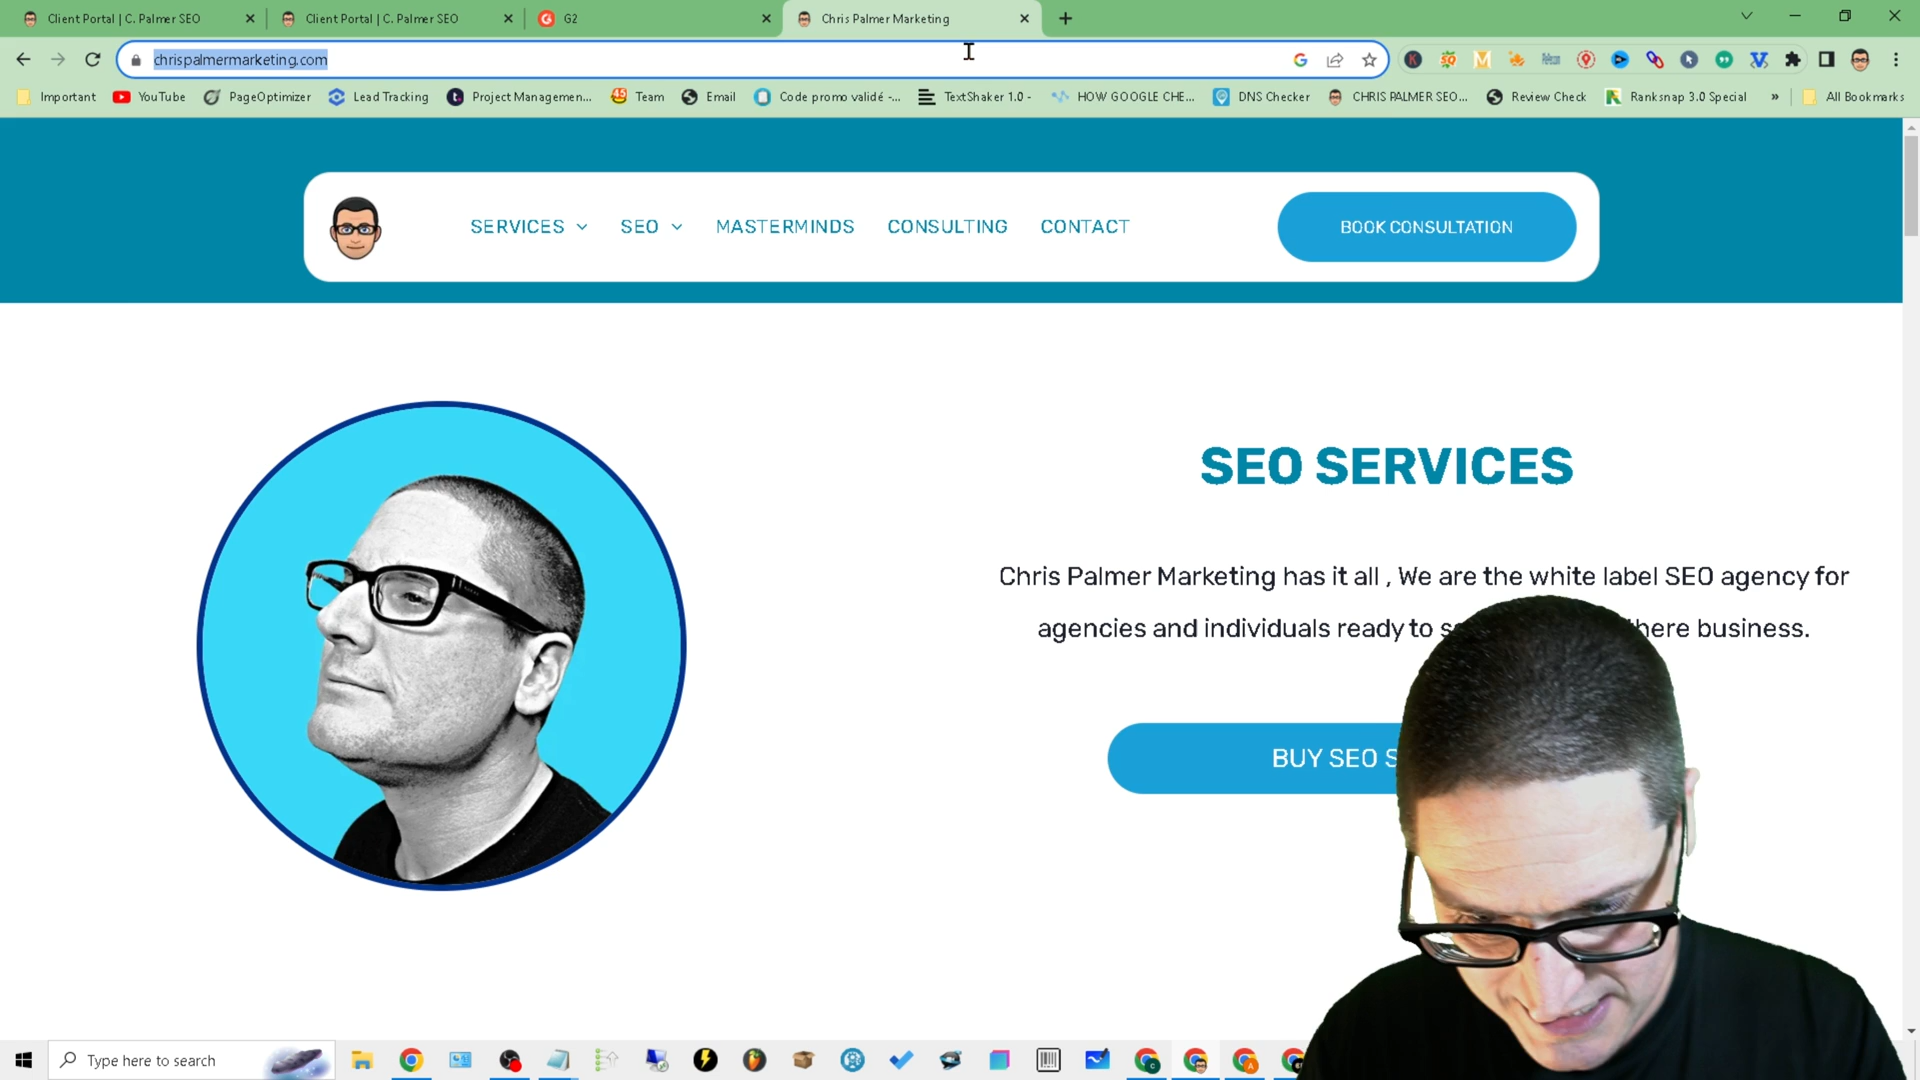 Client Portal | C. Palmer SEO
Client Portal | C. Palmer SEO
G2
Chris Palmer Marketing
chrispalmermarketing.com
Important
YouTube
PageOptimizer
Lead Tracking
Project Managemen...
Team
Email
Code promo validé -...
TextShaker 1.0 -
HOW GOOGLE CHE...
DNS Checker
CHRIS PALMER SEO...
Review Check
Ranksnap 3.0 Special
»
All Bookmarks
SERVICES
SEO
MASTERMINDS
CONSULTING
CONTACT
BOOK CONSULTATION
SEO SERVICES
Chris Palmer Marketing has it all , We are the white label SEO agency for
agencies and individuals ready to here business.
BUY SEO S
Type here to search